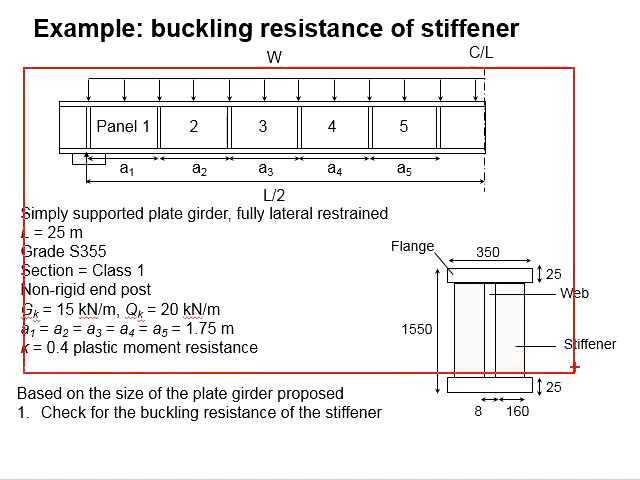 Example: buckling resistance of stiffener
W
C/L
Panel 1 2 3 4 5
a1 a2 a3 a4 a5
L/2
Simply supported plate girder, fully lateral restrained
L = 25 m
Grade S355
Section = Class 1
Non-rigid end post
Gk = 15 kN/m, Qk = 20 kN/m
a1 = a2 = a3 = a4 = a5 = 1.75 m
k = 0.4 plastic moment resistance
Flange
350
25
Web
1550
Stiffener
25
8 160
Based on the size of the plate girder proposed
1. Check for the buckling resistance of the stiffener